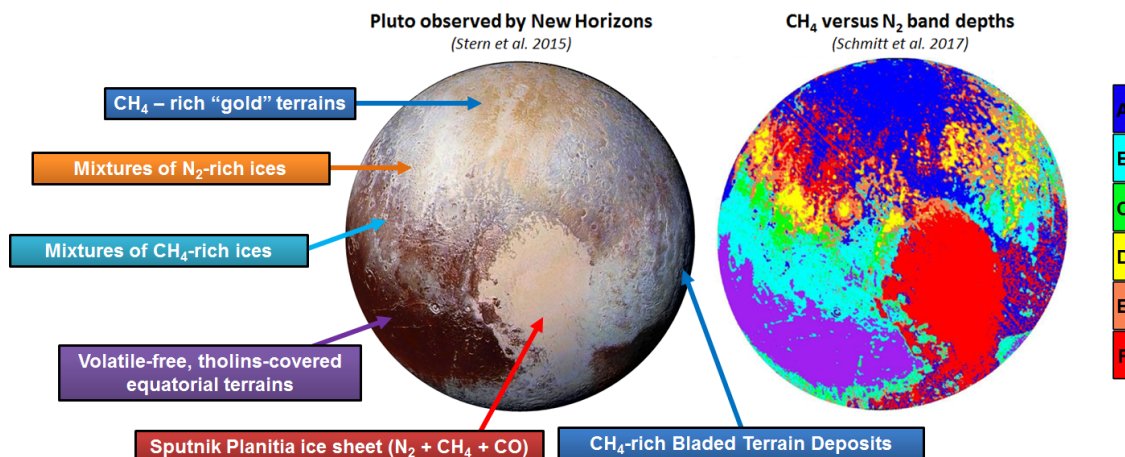 Pluto observed by New Horizons
(Stern et al. 2015)
CH₄ versus N₂ band depths
(Schmitt et al. 2017)
CH₄ – rich “gold” terrains
Mixtures of N₂-rich ices
Mixtures of CH₄-rich ices
Volatile-free, tholins-covered
equatorial terrains
Sputnik Planitia ice sheet (N₂ + CH₄ + CO)
CH₄-rich Bladed Terrain Deposits
D